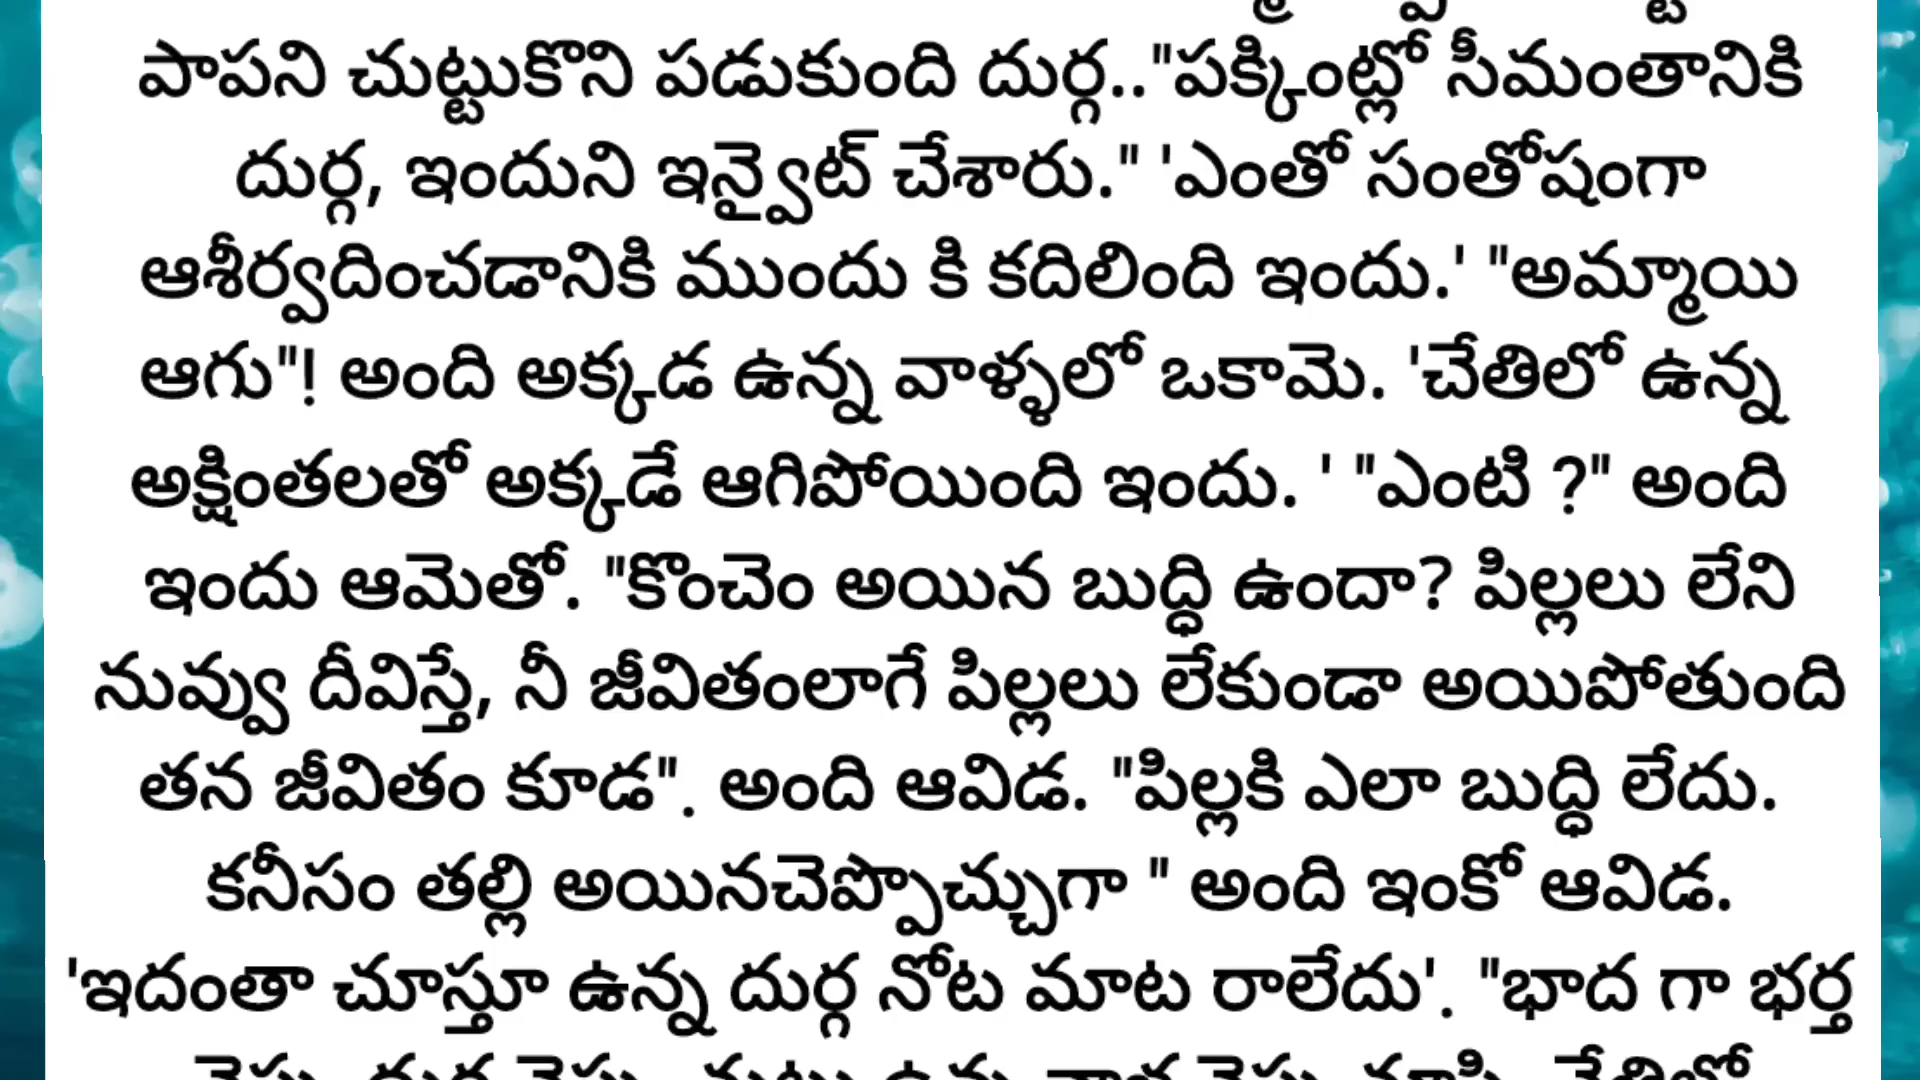 పాపని చుట్టుకొని పడుకుంది దుర్గ.."పక్కింట్లో సీమంతానికి
దుర్గ, ఇందుని ఇన్వైట్ చేశారు." 'ఎంతో సంతోషంగా
ఆశీర్వదించడానికి ముందు కి కదిలింది ఇందు.' "అమ్మాయి
ఆగు"! అంది అక్కడ ఉన్న వాళ్ళలో ఒకామె. 'చేతిలో ఉన్న
అక్షింతలతో అక్కడే ఆగిపోయింది ఇందు. ' "ఎంటి ?" అంది
ఇందు ఆమెతో. "కొంచెం అయిన బుద్ధి ఉందా? పిల్లలు లేని
నువ్వు దీవిస్తే, నీ జీవితంలాగే పిల్లలు లేకుండా అయిపోతుంది
తన జీవితం కూడ". అంది ఆవిడ. "పిల్లకి ఎలా బుద్ధి లేదు.
కనీసం తల్లి అయినచెప్పొచ్చుగా " అంది ఇంకో ఆవిడ.
'ఇదంతా చూస్తూ ఉన్న దుర్గ నోట మాట రాలేదు'. "భాద గా భర్త